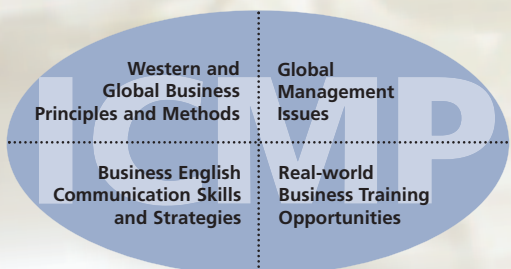 ICMP
Western and
Global Business
Principles and Methods
Global
Management
Issues
Business English
Communication Skills
and Strategies
Real-world
Business Training
Opportunities